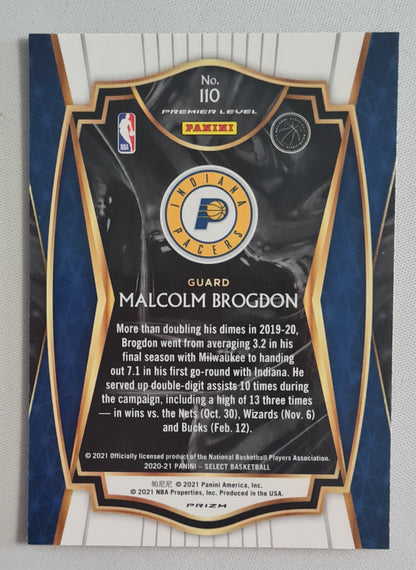 No.
110
PREMIER LEVEL
PANINI
NBA
INDIANA
PACERS
GUARD
MALCOLM BROGDON
More than doubling his dimes in 2019-20,
Brogdon went from averaging 3.2 in his
final season with Milwaukee to handing
out 7.1 in his first go-round with Indiana. He
served up double-digit assists 10 times during
the campaign, including a high of 13 three times
— in wins vs. the Nets (Oct. 30), Wizards (Nov. 6)
and Bucks (Feb. 12).
© 2021 Officially licensed product of the National Basketball Players Association.
2020-21 PANINI – SELECT BASKETBALL
帕尼尼 © 2021 Panini America, Inc.
© 2021 NBA Properties, Inc. Produced in the USA.
PRIZM